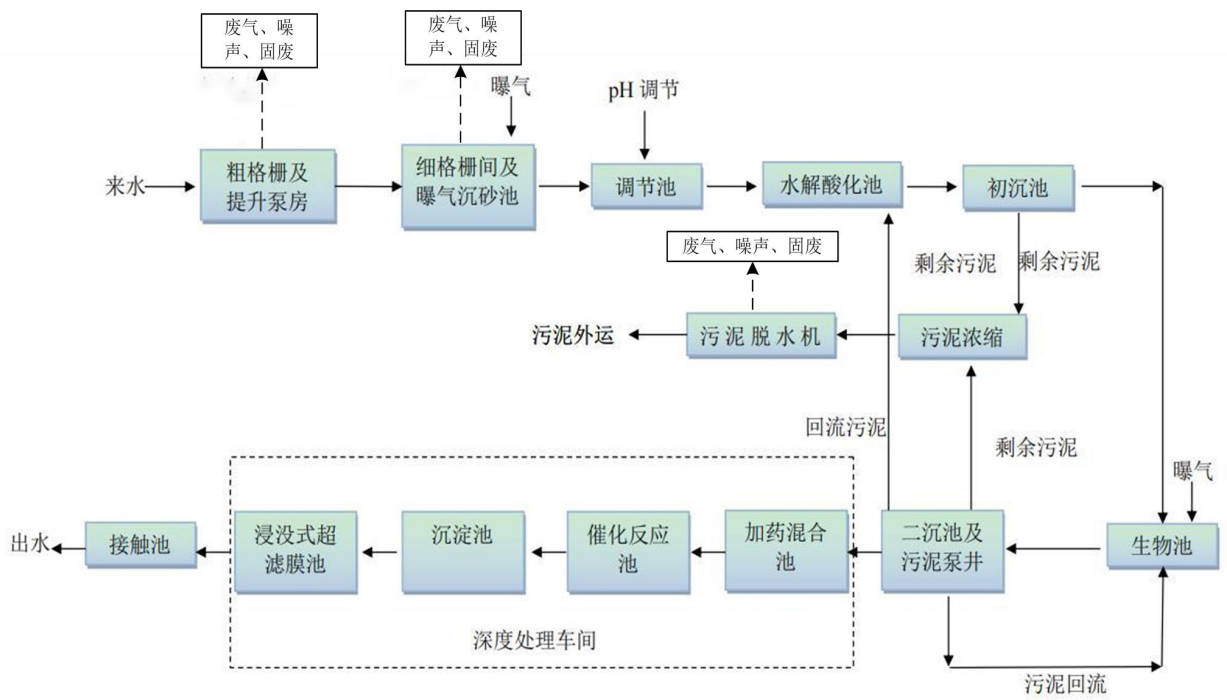 废气、噪
声、固废
废气、噪
声、固废
曝气
pH 调节
来水
粗格栅及
提升泵房
细格栅间及
曝气沉砂池
调节池
水解酸化池
初沉池
废气、噪声、固废
剩余污泥
剩余污泥
污泥外运
污泥脱水机
污泥浓缩
回流污泥
剩余污泥
曝气
出水
接触池
浸没式超
滤膜池
沉淀池
催化反应
池
加药混合
池
二沉池及
污泥泵井
生物池
深度处理车间
污泥回流